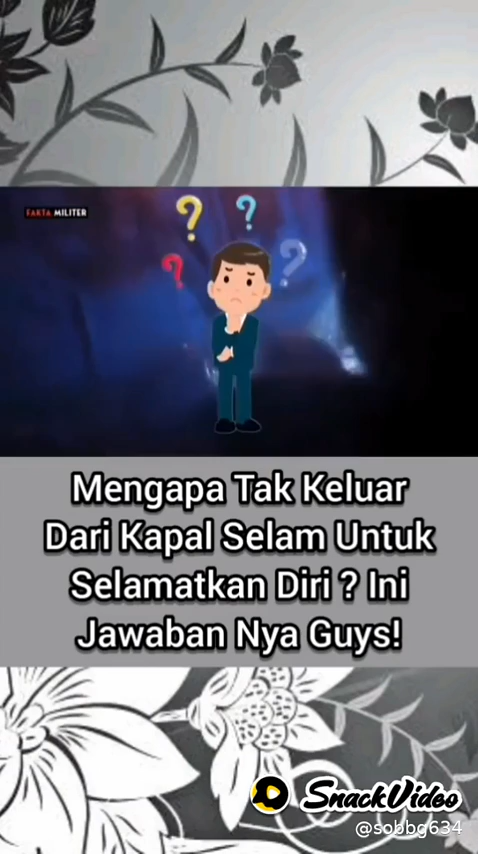 FAKTA MILITER
? ? ? ?
Mengapa Tak Keluar
Dari Kapal Selam Untuk
Selamatkan Diri ? Ini
Jawaban Nya Guys!
SnackVideo
@sobbg634